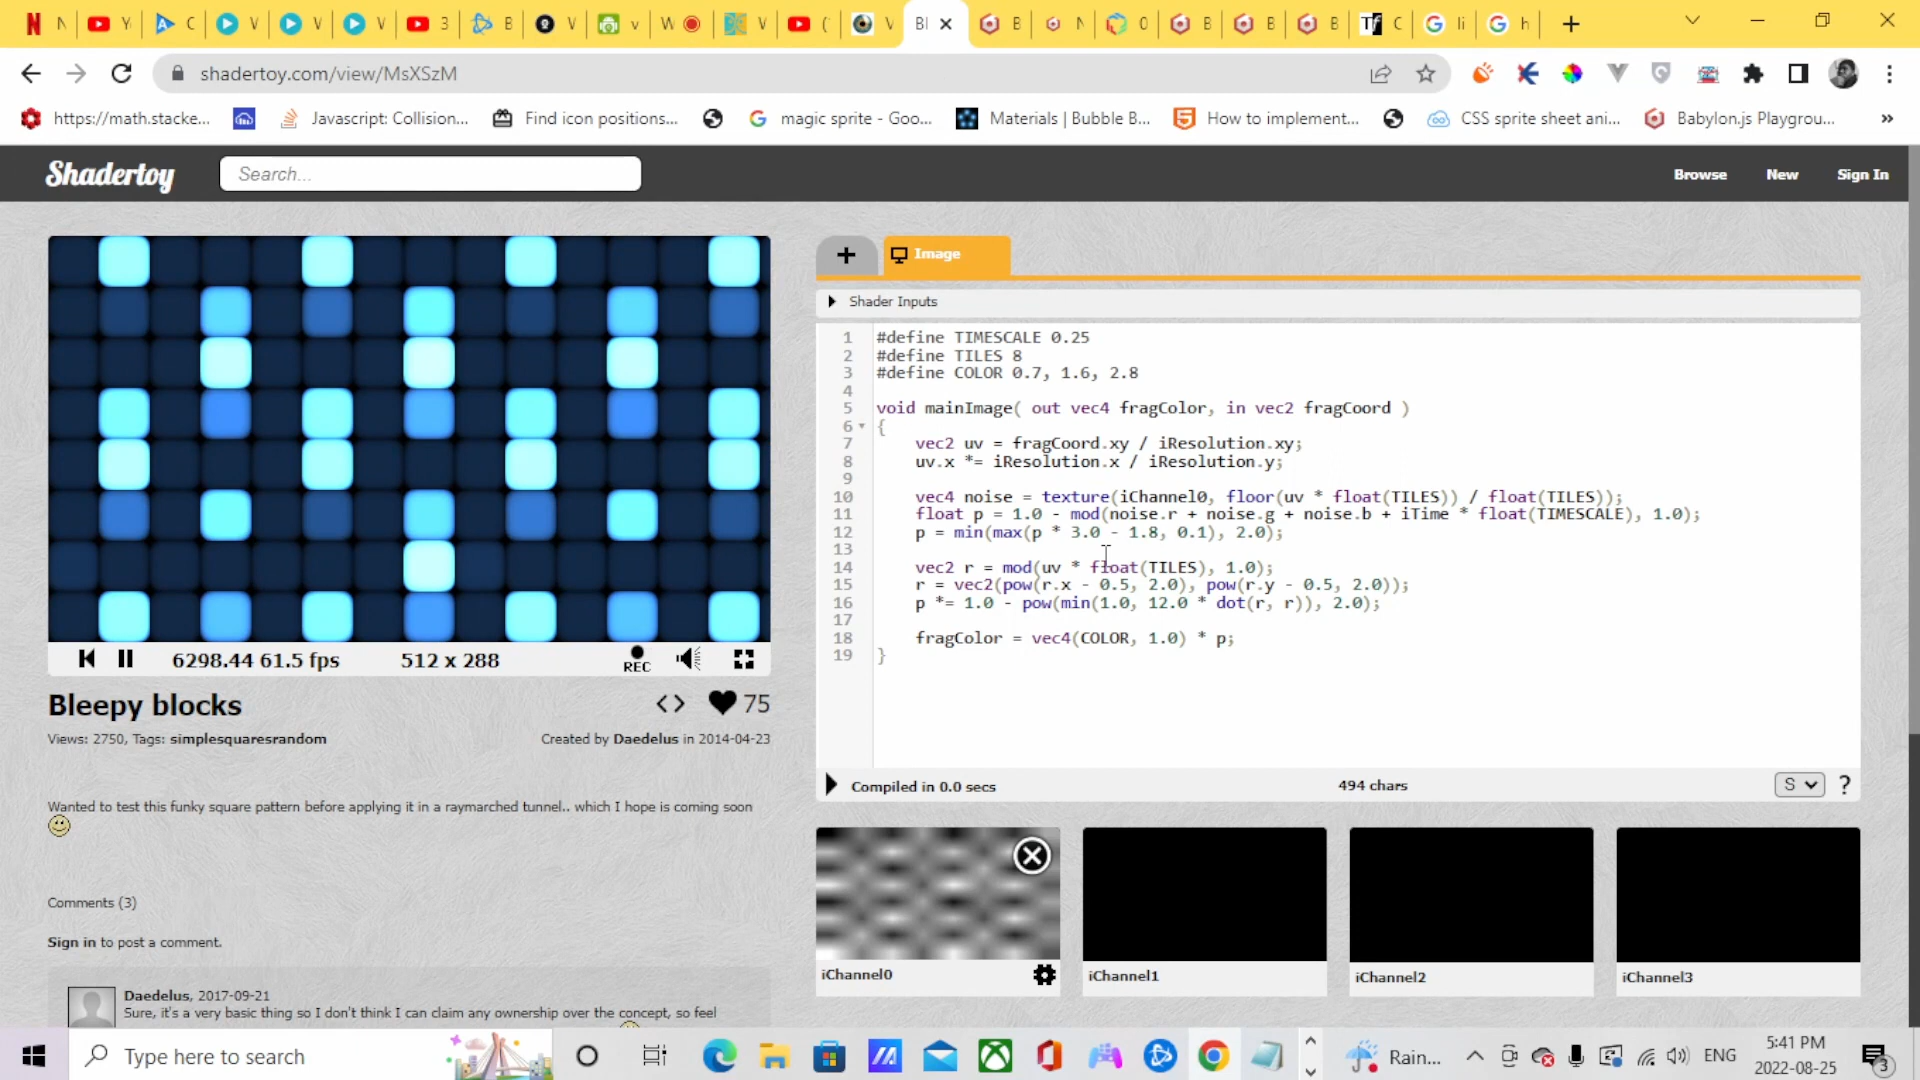 N
Y
C
V
V
V
3
B
V
v
W
V
(
V
Bl
B
N
0
B
B
B
C
li
h
shadertoy.com/view/MsXSzM
https://math.stacke...
Javascript: Collision...
Find icon positions...
magic sprite - Goo...
Materials | Bubble B...
How to implement...
CSS sprite sheet ani...
Babylon.js Playgrou...
»
Shadertoy
Search...
Browse
New
Sign In
6298.44 61.5 fps
512 x 288
REC
Bleepy blocks
75
Views: 2750, Tags: simplesquaresrandom
Created by Daedelus in 2014-04-23
Wanted to test this funky square pattern before applying it in a raymarched tunnel.. which I hope is coming soon
Comments (3)
Sign in to post a comment.
Daedelus, 2017-09-21
Sure, it's a very basic thing so I don't think I can claim any ownership over the concept, so feel
+
Image
Shader Inputs
1 #define TIMESCALE 0.25
2 #define TILES 8
3 #define COLOR 0.7, 1.6, 2.8
4
5 void mainImage( out vec4 fragColor, in vec2 fragCoord )
6 {
7 vec2 uv = fragCoord.xy / iResolution.xy;
8 uv.x *= iResolution.x / iResolution.y;
9
10 vec4 noise = texture(iChannel0, floor(uv * float(TILES)) / float(TILES));
11 float p = 1.0 - mod(noise.r + noise.g + noise.b + iTime * float(TIMESCALE), 1.0);
12 p = min(max(p * 3.0 - 1.8, 0.1), 2.0);
13
14 vec2 r = mod(uv * float(TILES), 1.0);
15 r = vec2(pow(r.x - 0.5, 2.0), pow(r.y - 0.5, 2.0));
16 p *= 1.0 - pow(min(1.0, 12.0 * dot(r, r)), 2.0);
17
18 fragColor = vec4(COLOR, 1.0) * p;
19 }
Compiled in 0.0 secs
494 chars
S
?
iChannel0
iChannel1
iChannel2
iChannel3
Type here to search
Rain...
ENG
5:41 PM
2022-08-25
3